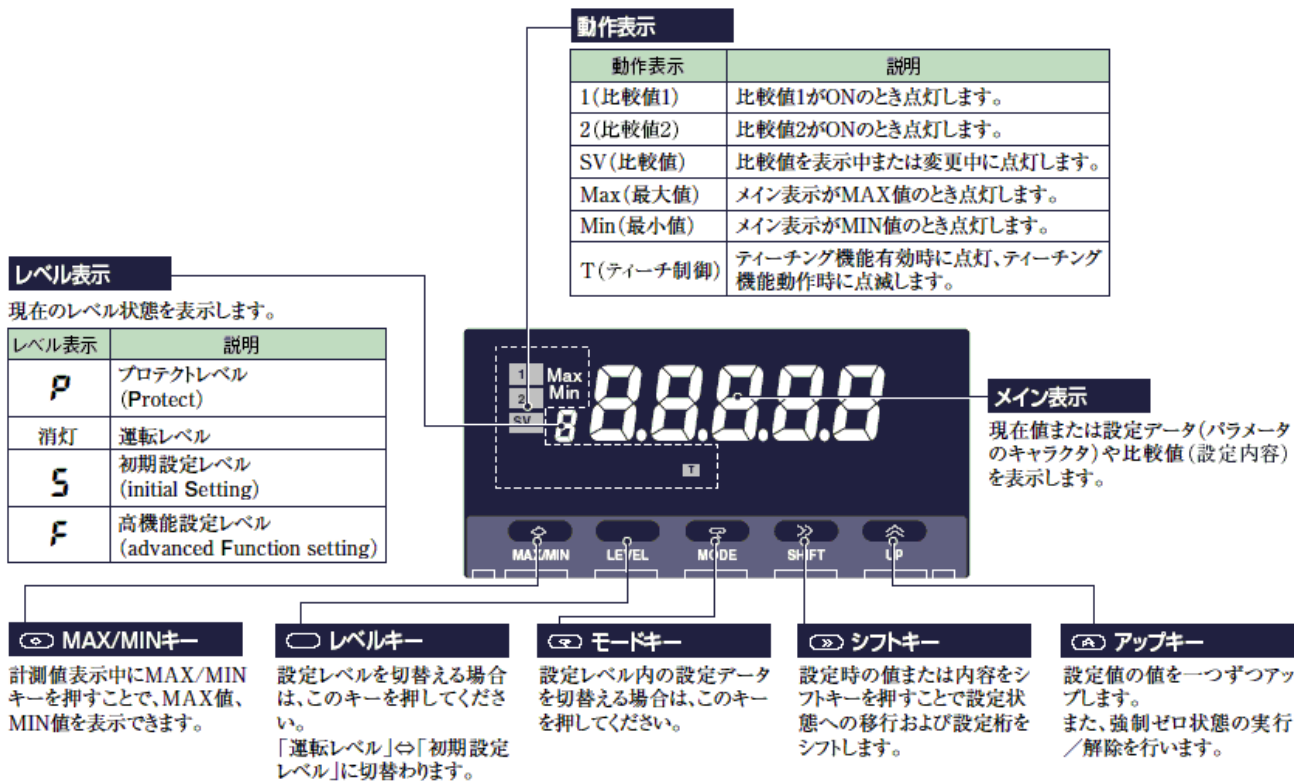 動作表示
動作表示 説明
1(比較値1) 比較値1がONのとき点灯します。
2(比較値2) 比較値2がONのとき点灯します。
SV(比較値) 比較値を表示中または変更中に点灯します。
Max(最大値) メイン表示がMAX値のとき点灯します。
Min(最小値) メイン表示がMIN値のとき点灯します。
T(ティーチ制御) ティーチング機能有効時に点灯、ティーチング
機能動作時に点滅します。
レベル表示
現在のレベル状態を表示します。
レベル表示 説明
P プロテクトレベル
(Protect)
消灯 運転レベル
S 初期設定レベル
(initial Setting)
F 高機能設定レベル
(advanced Function setting)
1 Max
2 Min
SV 8 8.8.8.8.8
T
MAX/MIN LEVEL MODE SHIFT UP
メイン表示
現在値または設定データ(パラメータ
のキャラクタ)や比較値(設定内容)
を表示します。
MAX/MINキー
計測値表示中にMAX/MIN
キーを押すことで、MAX値、
MIN値を表示できます。
レベルキー
設定レベルを切替える場合
は、このキーを押してくださ
い。
「運転レベル」⇔「初期設定
レベル」に切替わります。
モードキー
設定レベル内の設定データ
を切替える場合は、このキー
を押してください。
シフトキー
設定時の値または内容をシ
フトキーを押すことで設定状
態への移行および設定桁を
シフトします。
アップキー
設定値の値を一つずつアッ
プします。
また、強制ゼロ状態の実行
/解除を行います。